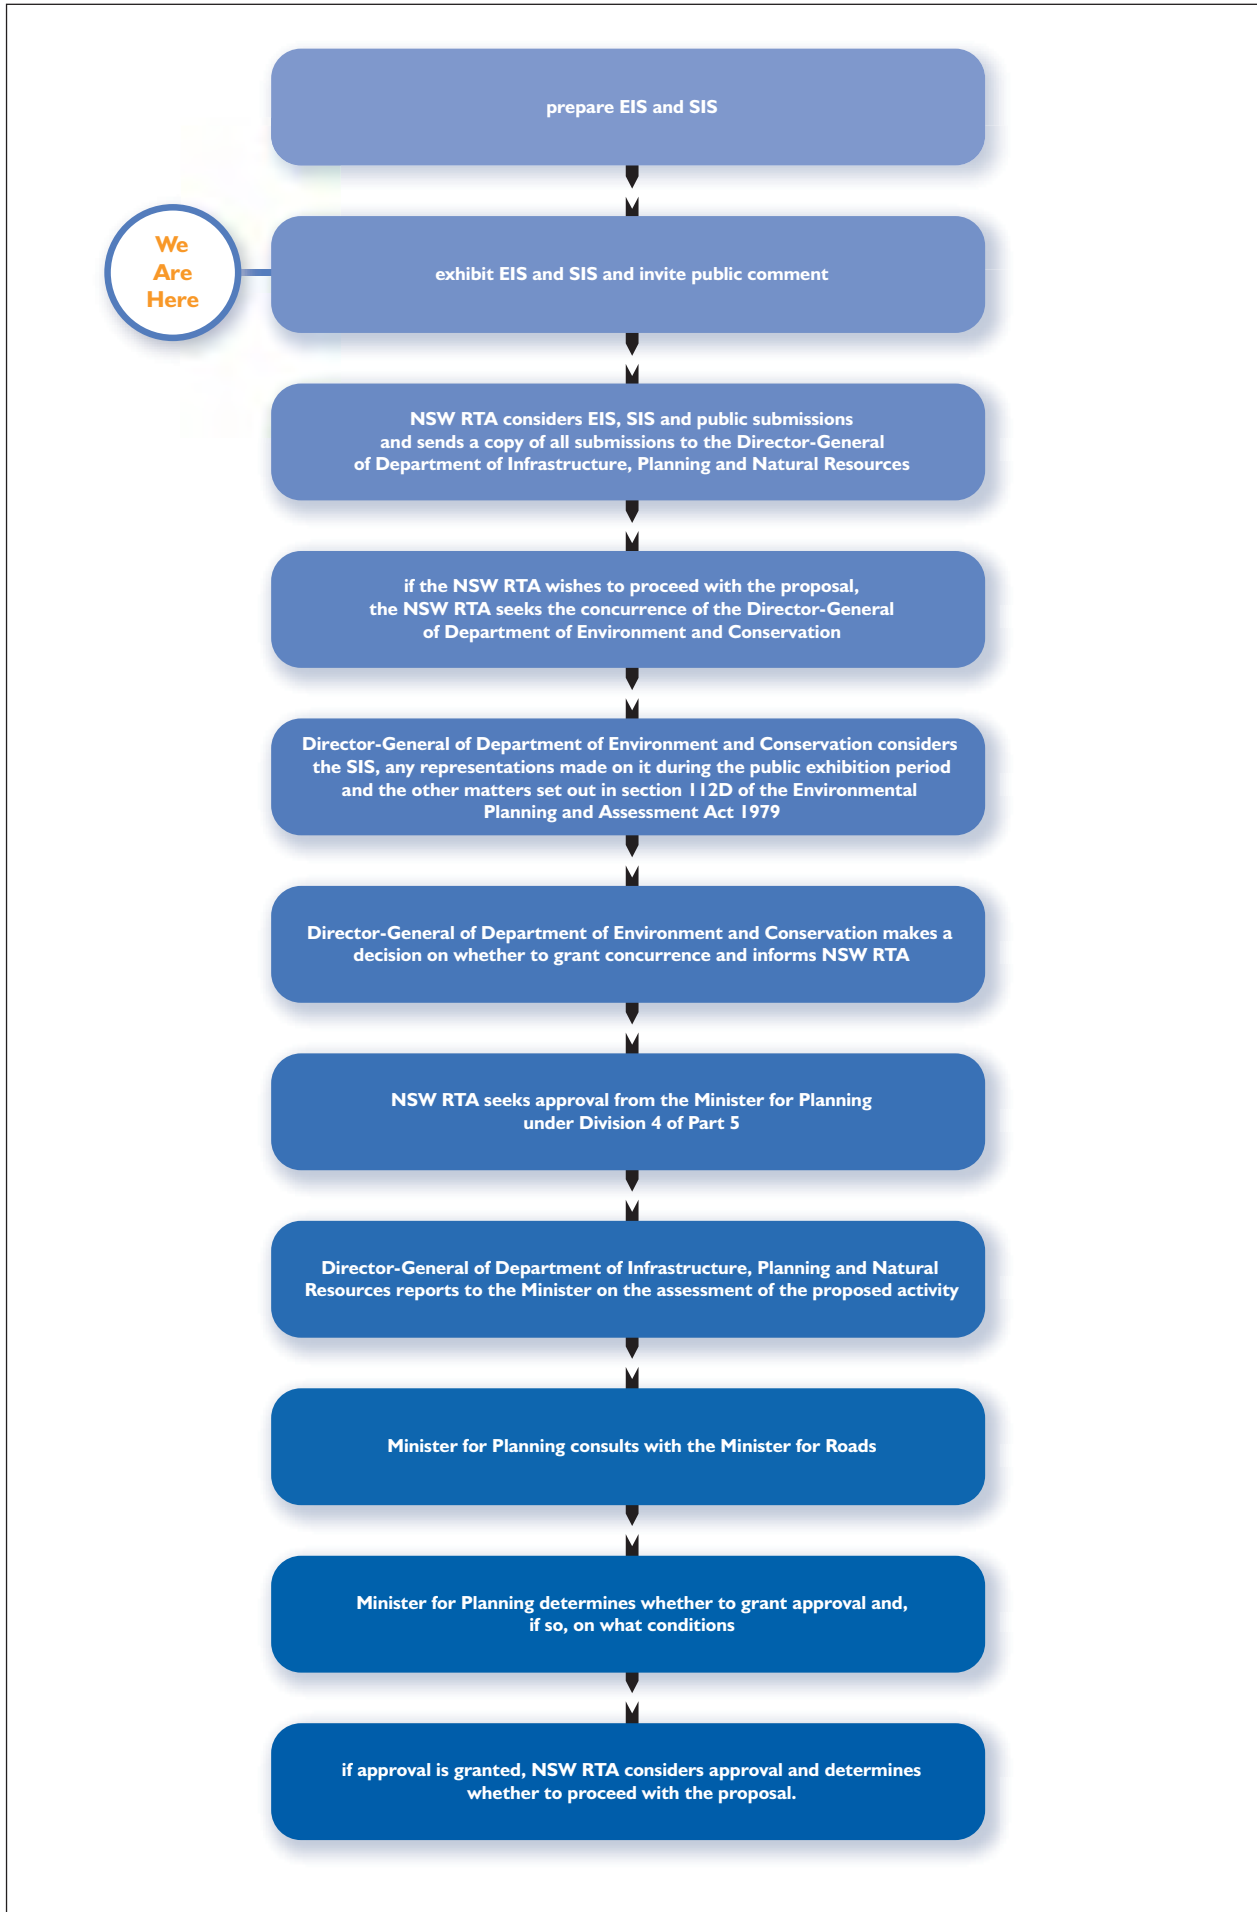 prepare EIS and SIS
We
Are
Here
exhibit EIS and SIS and invite public comment
NSW RTA considers EIS, SIS and public submissions
and sends a copy of all submissions to the Director-General
of Department of Infrastructure, Planning and Natural Resources
if the NSW RTA wishes to proceed with the proposal,
the NSW RTA seeks the concurrence of the Director-General
of Department of Environment and Conservation
Director-General of Department of Environment and Conservation considers
the SIS, any representations made on it during the public exhibition period
and the other matters set out in section 112D of the Environmental
Planning and Assessment Act 1979
Director-General of Department of Environment and Conservation makes a
decision on whether to grant concurrence and informs NSW RTA
NSW RTA seeks approval from the Minister for Planning
under Division 4 of Part 5
Director-General of Department of Infrastructure, Planning and Natural
Resources reports to the Minister on the assessment of the proposed activity
Minister for Planning consults with the Minister for Roads
Minister for Planning determines whether to grant approval and,
if so, on what conditions
if approval is granted, NSW RTA considers approval and determines
whether to proceed with the proposal.